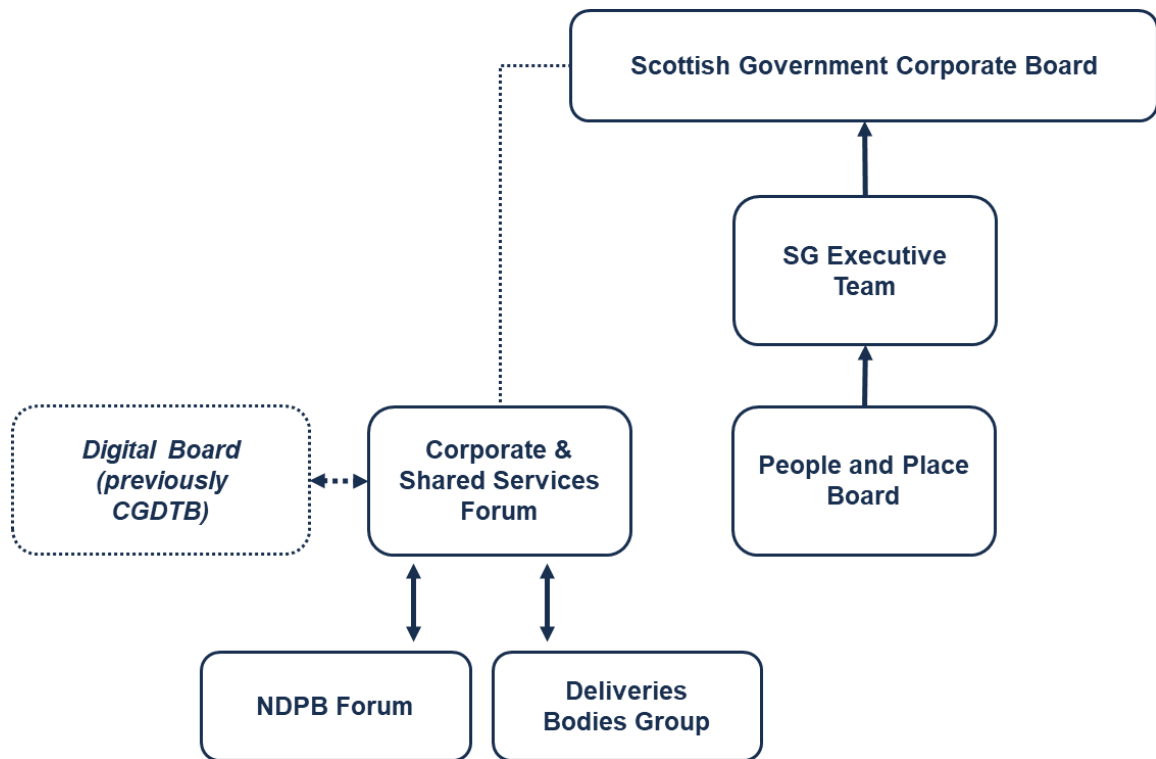 Scottish Government Corporate Board
SG Executive
Team
Digital Board
(previously
CGDTB)
Corporate &
Shared Services
Forum
People and Place
Board
NDPB Forum
Deliveries
Bodies Group